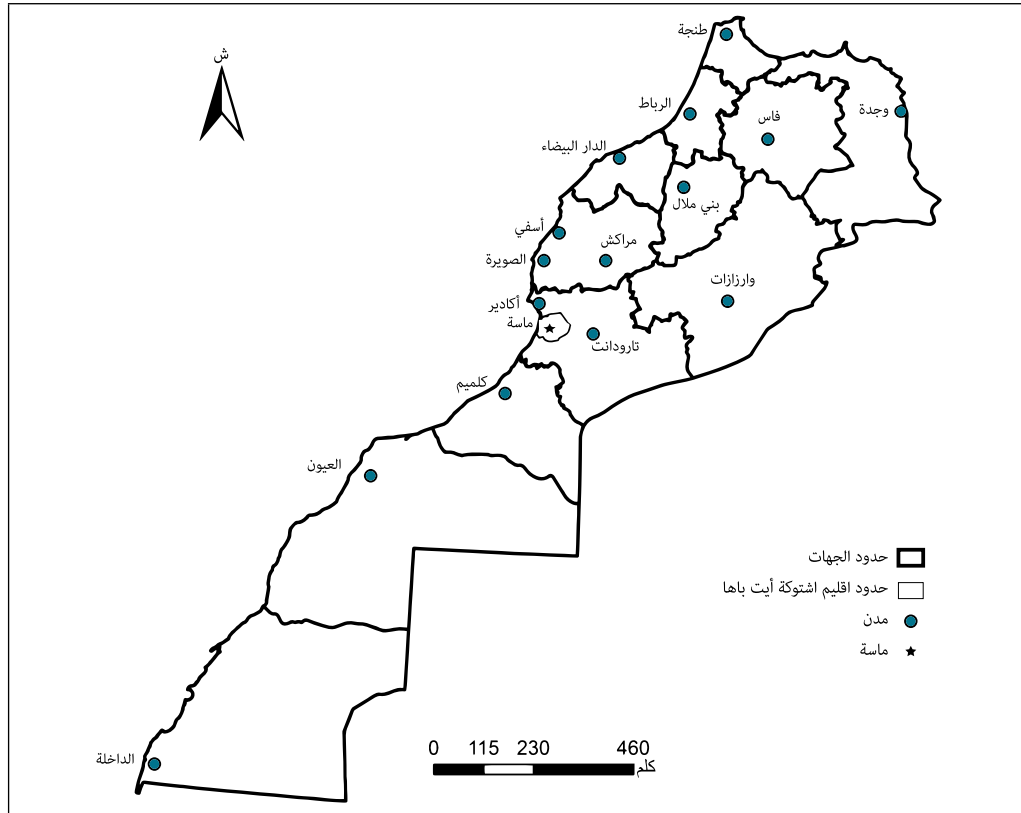 ش
طنجة
الرباط
فاس
وجدة
الدار البيضاء
بني ملال
أسفي
مراكش
الصويرة
وارزازات
أكادير
ماسة
تارودانت
كلميم
العيون
حدود الجهات
حدود اقليم اشتوكة أيت باها
مدن
ماسة
الداخلة
0 115 230 460
كلم